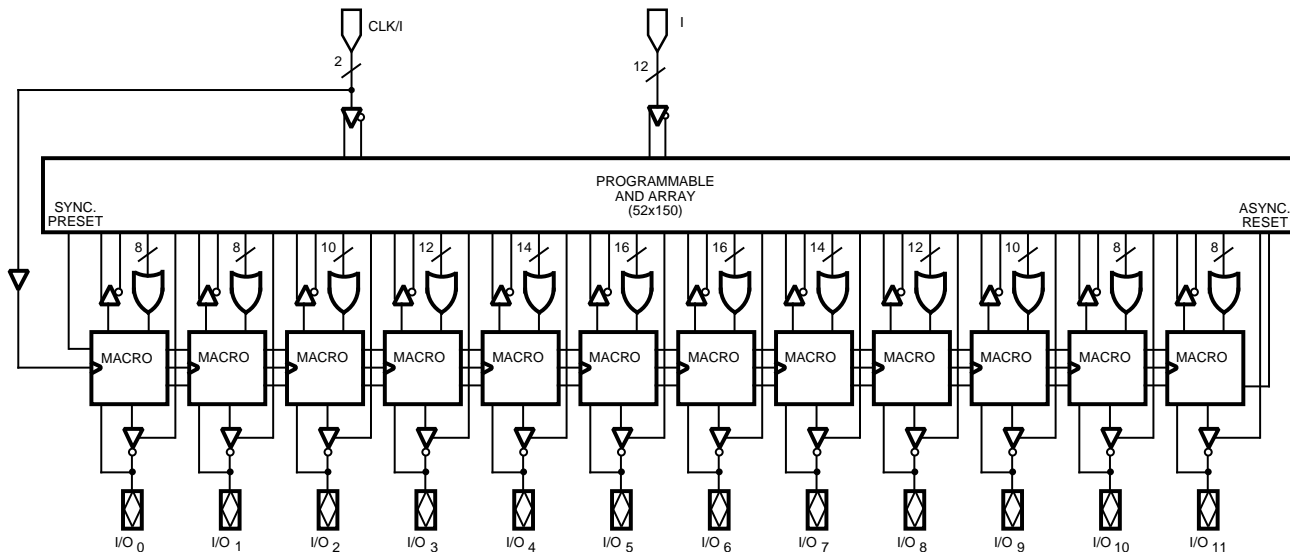 CLK/I
I
2
12
PROGRAMMABLE
AND ARRAY
(52x150)
SYNC.
PRESET
ASYNC.
RESET
8 8 10 12 14 16 16 14 12 10 8 8
MACRO MACRO MACRO MACRO MACRO MACRO MACRO MACRO MACRO MACRO MACRO MACRO
I/O 0 I/O 1 I/O 2 I/O 3 I/O 4 I/O 5 I/O 6 I/O 7 I/O 8 I/O 9 I/O 10 I/O 11